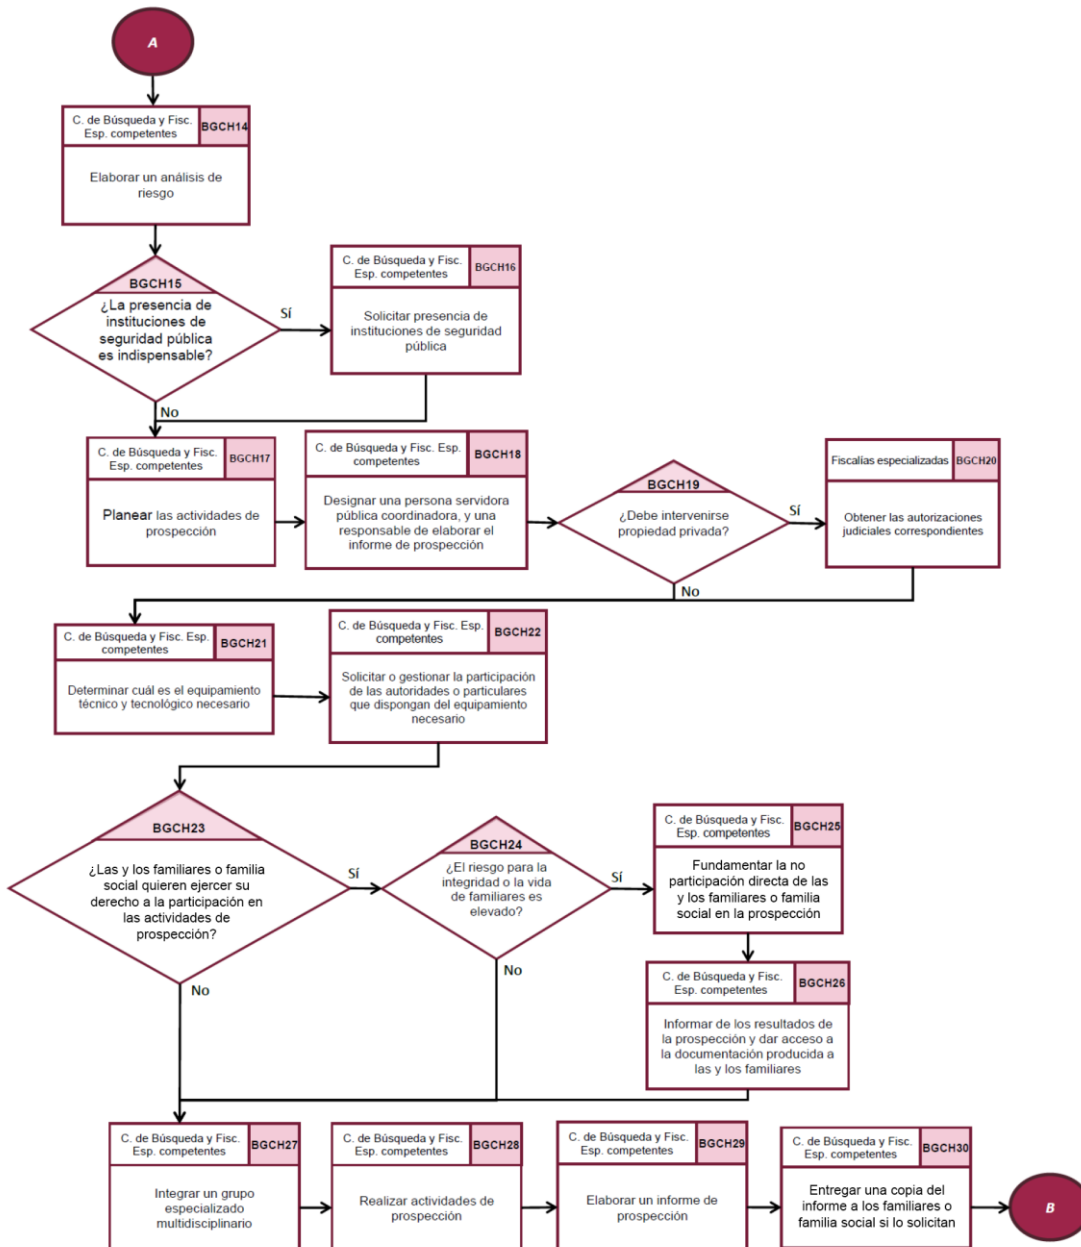 A
C. de Búsqueda y Fisc.
Esp. competentes
BGCH14
Elaborar un análisis de
riesgo
BGCH15
¿La presencia de
instituciones de
seguridad pública
es indispensable?
Sí
No
C. de Búsqueda y Fisc.
Esp. competentes
BGCH16
Solicitar presencia de
instituciones de seguridad
pública
C. de Búsqueda y Fisc.
Esp. competentes
BGCH17
Planear las actividades de
prospección
C. de Búsqueda y Fisc. Esp.
competentes
BGCH18
Designar una persona servidora
pública coordinadora, y una
responsable de elaborar el
informe de prospección
BGCH19
¿Debe intervenirse
propiedad privada?
Sí
No
Fiscalías especializadas
BGCH20
Obtener las autorizaciones
judiciales correspondientes
C. de Búsqueda y Fisc. Esp.
competentes
BGCH21
Determinar cuál es el equipamiento
técnico y tecnológico necesario
C. de Búsqueda y Fisc. Esp.
competentes
BGCH22
Solicitar o gestionar la participación
de las autoridades o particulares
que dispongan del equipamiento
necesario
BGCH23
¿Las y los familiares o familia
social quieren ejercer su
derecho a la participación en
las actividades de
prospección?
Sí
No
BGCH24
¿El riesgo para la
integridad o la vida
de familiares es
elevado?
Sí
No
C. de Búsqueda y Fisc.
Esp. competentes
BGCH25
Fundamentar la no
participación directa de las
y los familiares o familia
social en la prospección
C. de Búsqueda y Fisc.
Esp. competentes
BGCH26
Informar de los resultados de
la prospección y dar acceso a
la documentación producida a
las y los familiares
C. de Búsqueda y Fisc.
Esp. competentes
BGCH27
Integrar un grupo
especializado
multidisciplinario
C. de Búsqueda y Fisc.
Esp. competentes
BGCH28
Realizar actividades de
prospección
C. de Búsqueda y Fisc.
Esp. competentes
BGCH29
Elaborar un informe de
prospección
C. de Búsqueda y Fisc.
Esp. competentes
BGCH30
Entregar una copia del
informe a los familiares o
familia social si lo solicitan
B